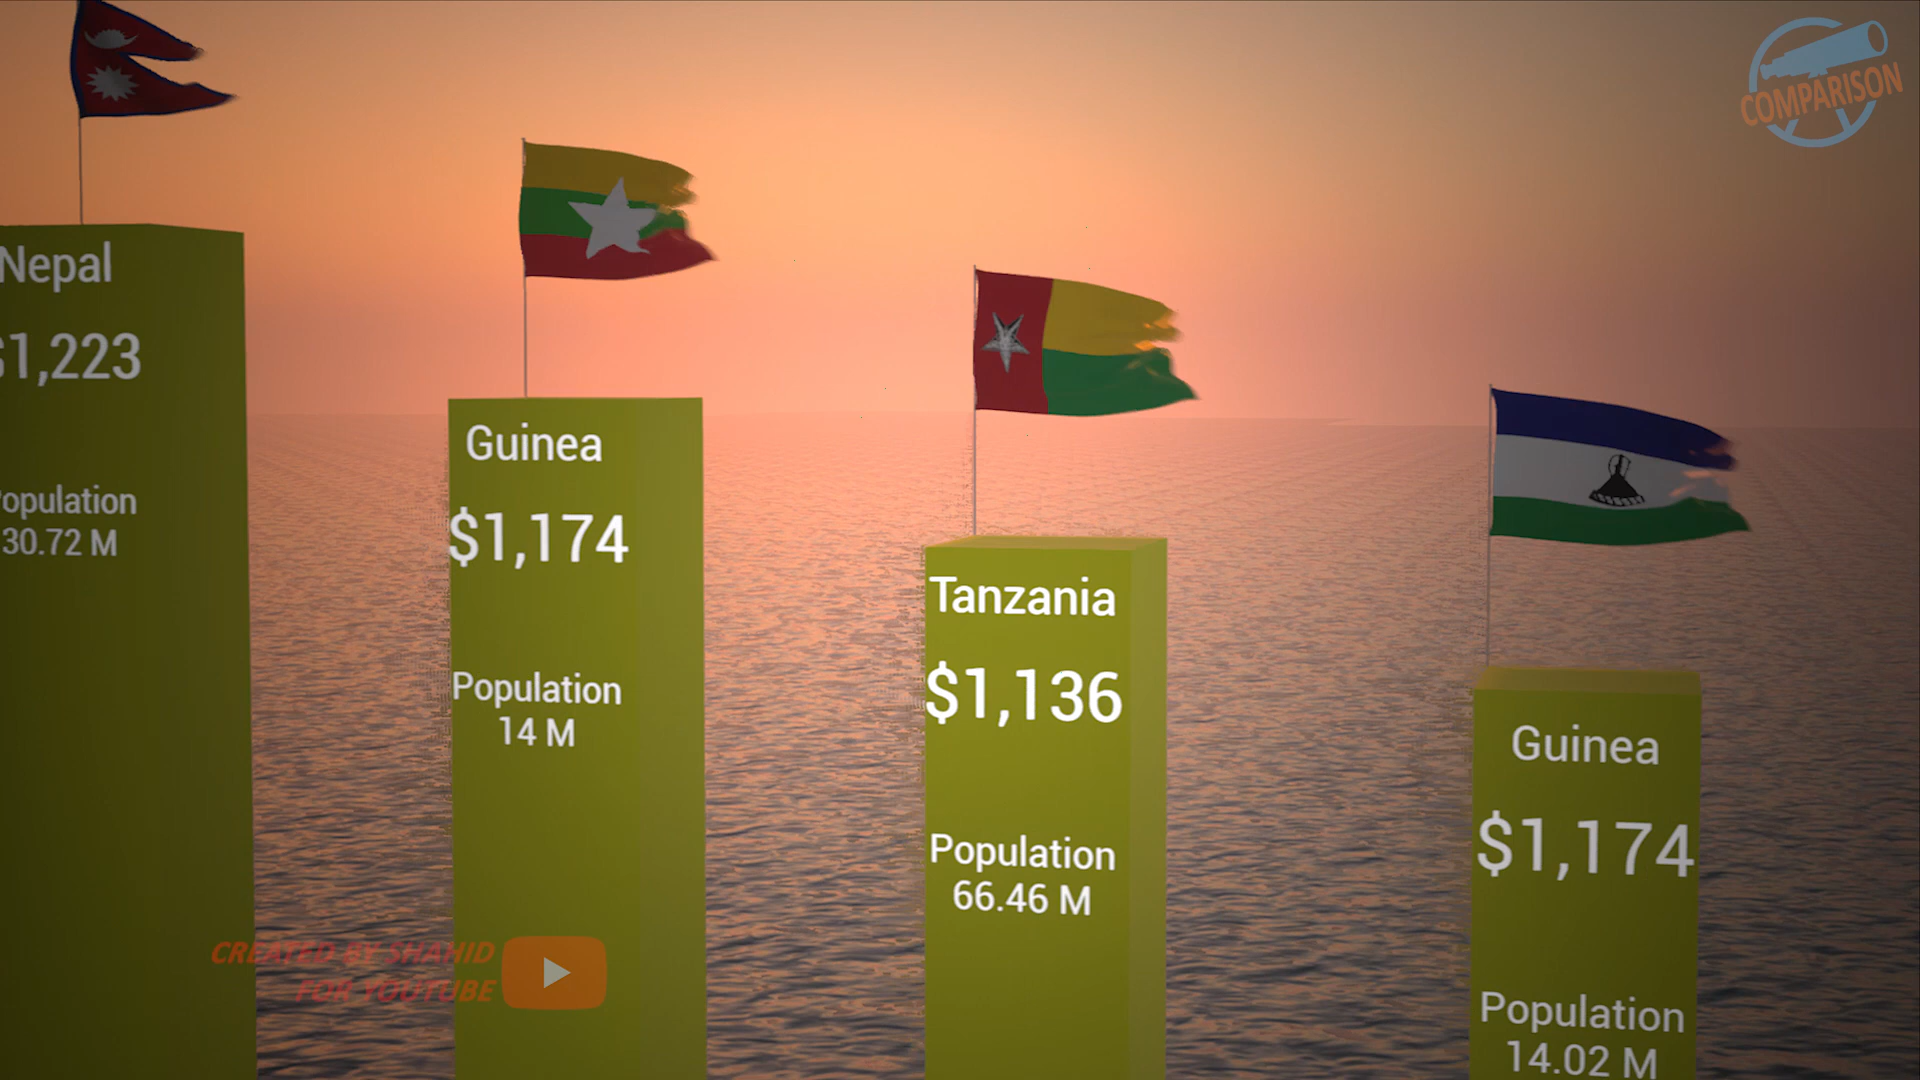 COMPARISON
Nepal
$1,223
Population
30.72 M
Guinea
$1,174
Population
14 M
Tanzania
$1,136
Population
66.46 M
Guinea
$1,174
Population
14.02 M
CREATED BY SHAHID
FOR YOUTUBE